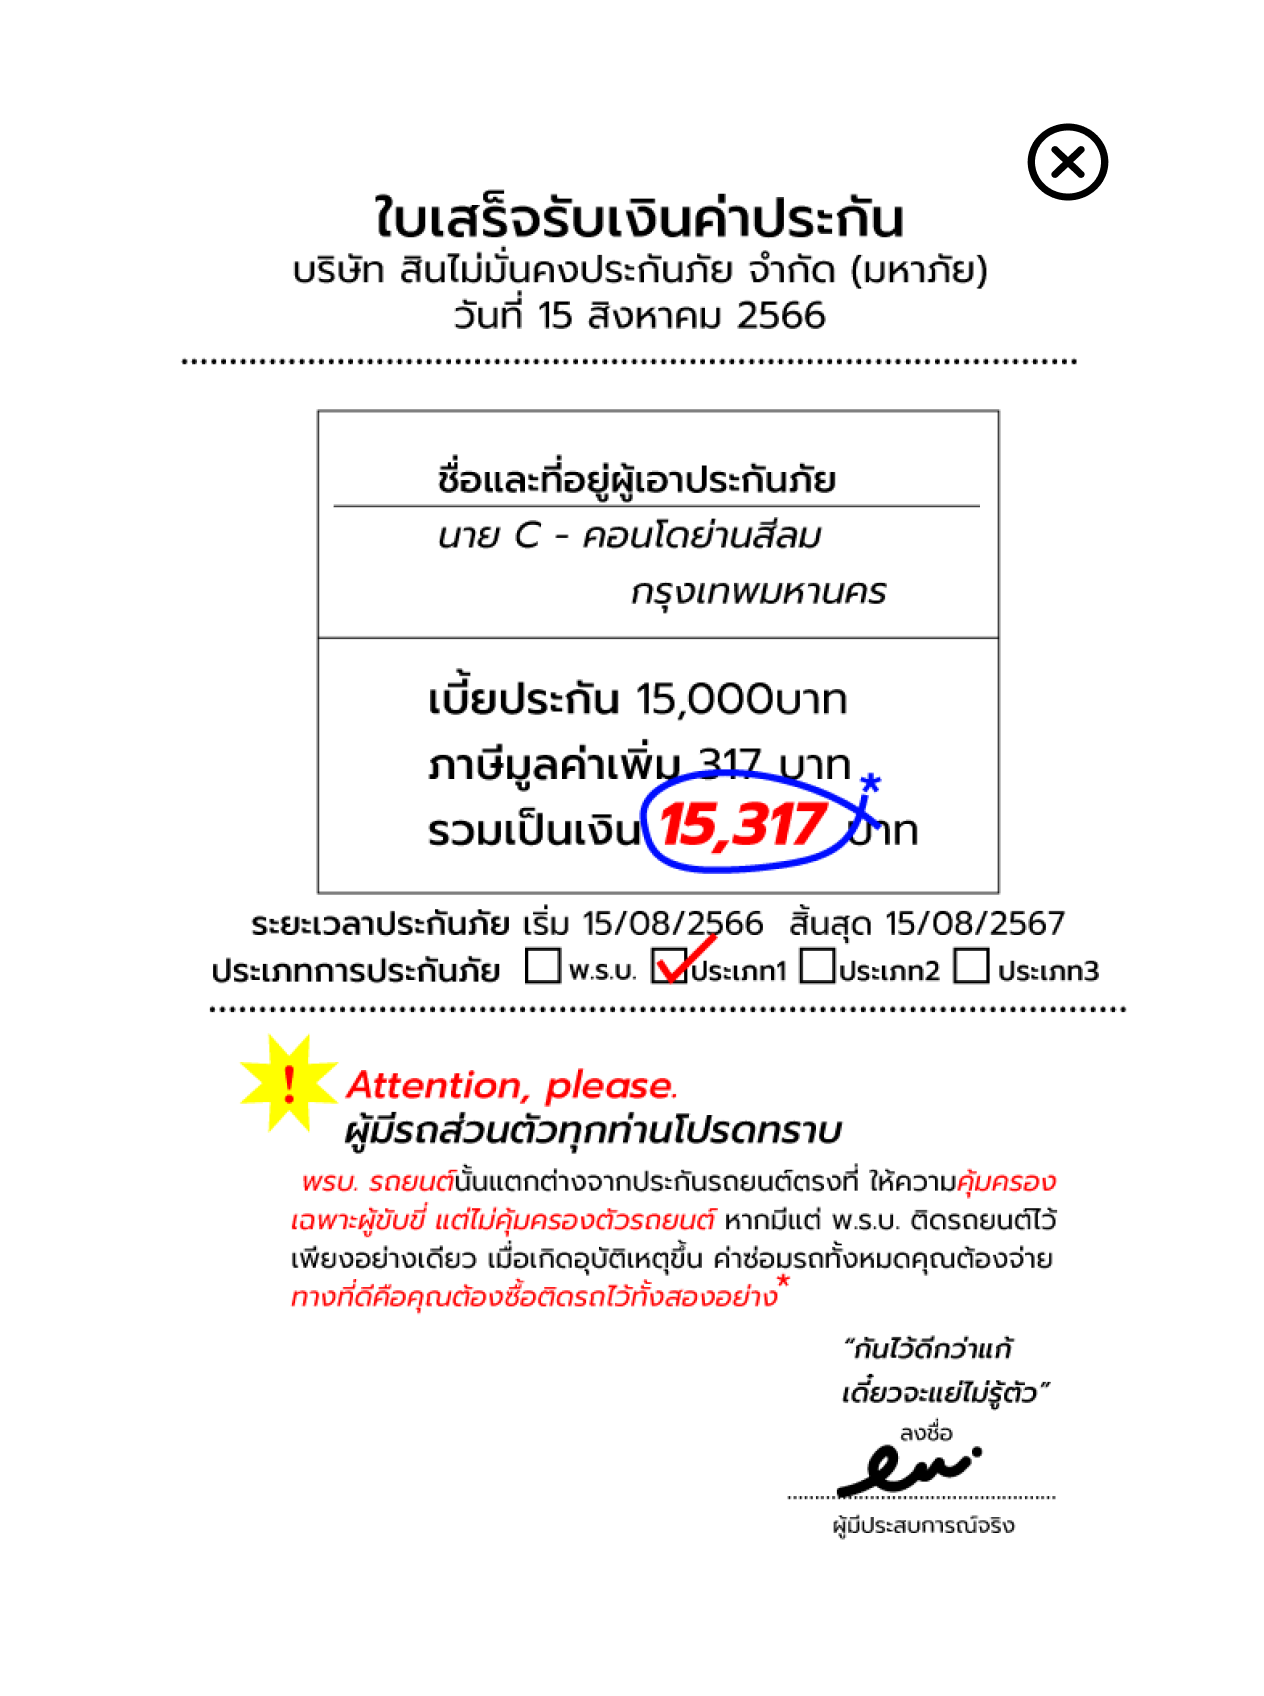 ใบเสร็จรับเงินค่าประกัน
บริษัท สินไม่มั่นคงประกันภัย จำกัด (มหาภัย)
วันที่ 15 สิงหาคม 2566
ชื่อและที่อยู่ผู้เอาประกันภัย
นาย C - คอนโดย่านสีลม
กรุงเทพมหานคร
เบี้ยประกัน 15,000บาท
ภาษีมูลค่าเพิ่ม 317 บาท
รวมเป็นเงิน 15,317 บาท*
ระยะเวลาประกันภัย เริ่ม 15/08/2566 สิ้นสุด 15/08/2567
ประเภทการประกันภัย พ.ร.บ. ประเภท1 ประเภท2 ประเภท3
! Attention, please.
ผู้มีรถส่วนตัวทุกท่านโปรดทราบ
พรบ. รถยนต์นั้นแตกต่างจากประกันรถยนต์ตรงที่ ให้ความคุ้มครอง
เฉพาะผู้ขับขี่ แต่ไม่คุ้มครองตัวรถยนต์ หากมีแต่ พ.ร.บ. ติดรถยนต์ไว้
เพียงอย่างเดียว เมื่อเกิดอุบัติเหตุขึ้น ค่าซ่อมรถทั้งหมดคุณต้องจ่าย
ทางที่ดีคือคุณต้องซื้อติดรถไว้ทั้งสองอย่าง*
“กันไว้ดีกว่าแก้
เดี๋ยวจะแย่ไม่รู้ตัว”
ลงชื่อ
ผู้มีประสบการณ์จริง